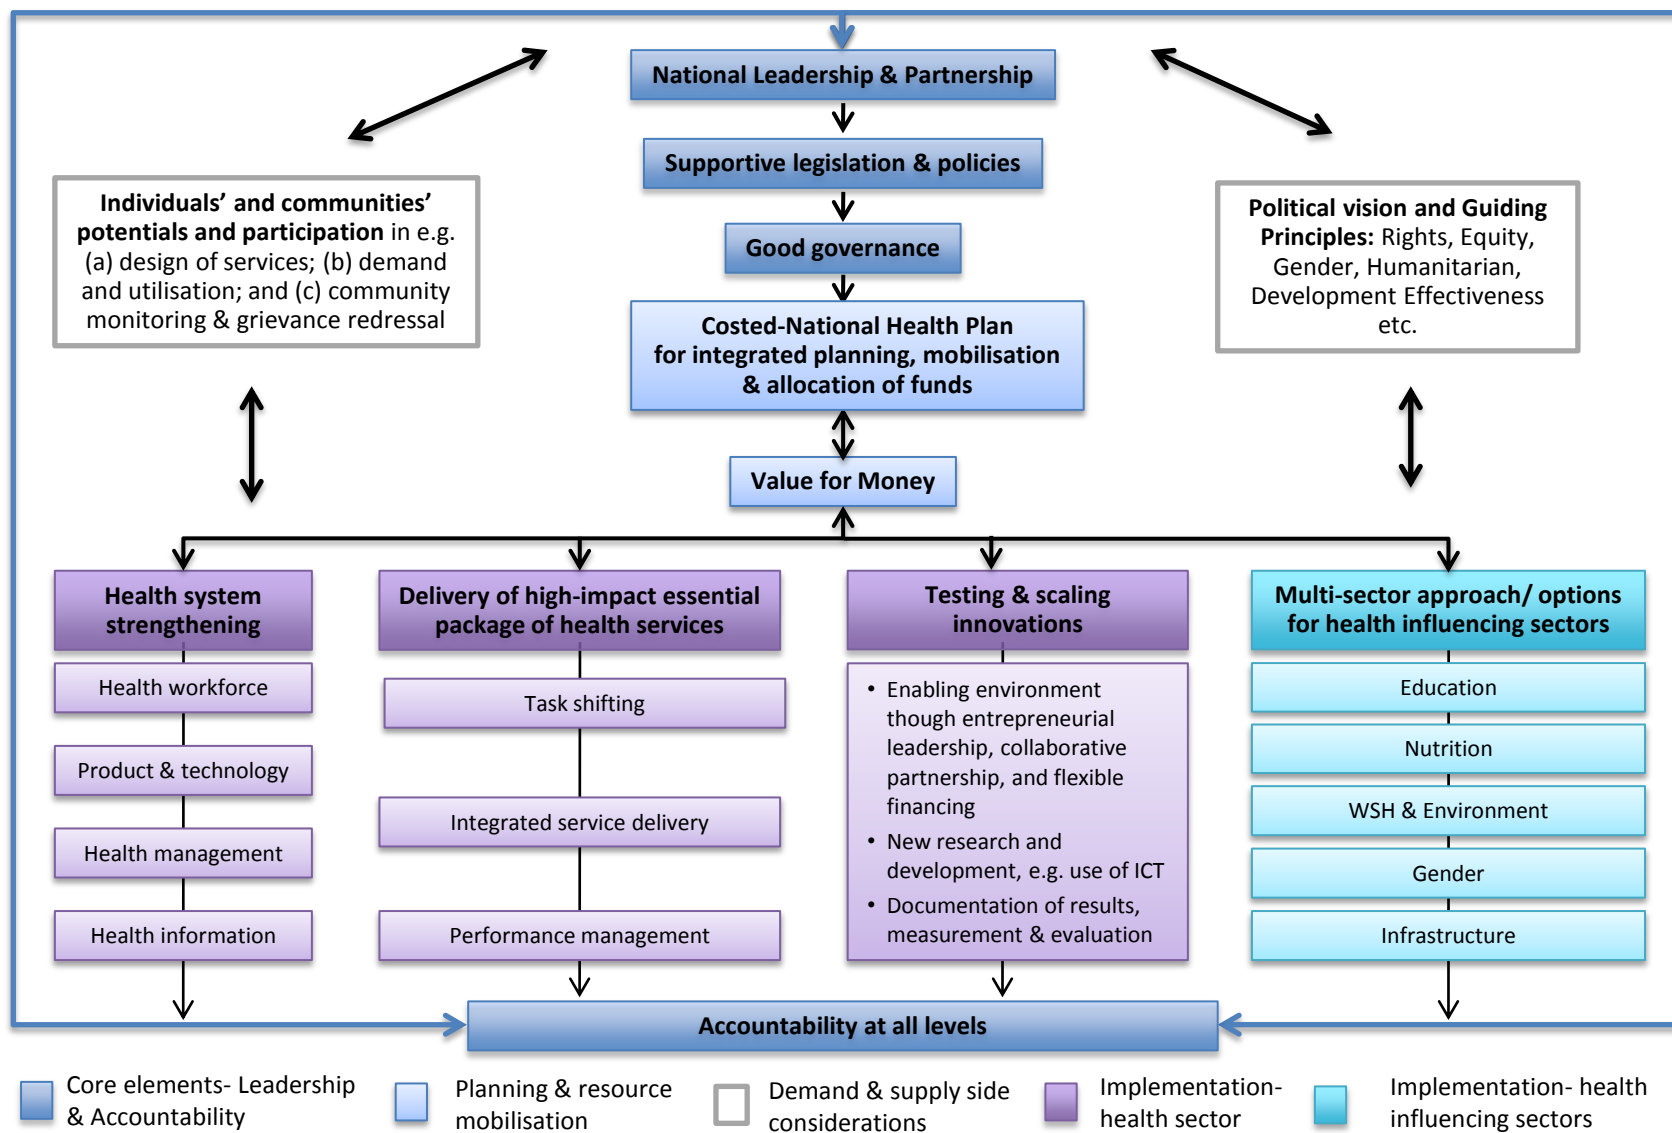 National Leadership & Partnership
Supportive legislation & policies
Good governance
Costed-National Health Plan
for integrated planning, mobilisation
& allocation of funds
Value for Money
Individuals’ and communities’
potentials and participation in e.g.
(a) design of services; (b) demand
and utilisation; and (c) community
monitoring & grievance redressal
Political vision and Guiding
Principles: Rights, Equity,
Gender, Humanitarian,
Development Effectiveness
etc.
Health system
strengthening
Health workforce
Product & technology
Health management
Health information
Delivery of high-impact essential
package of health services
Task shifting
Integrated service delivery
Performance management
Testing & scaling
innovations
• Enabling environment
though entrepreneurial
leadership, collaborative
partnership, and flexible
financing
• New research and
development, e.g. use of ICT
• Documentation of results,
measurement & evaluation
Multi-sector approach/ options
for health influencing sectors
Education
Nutrition
WSH & Environment
Gender
Infrastructure
Accountability at all levels
Core elements- Leadership
& Accountability
Planning & resource
mobilisation
Demand & supply side
considerations
Implementation-
health sector
Implementation- health
influencing sectors